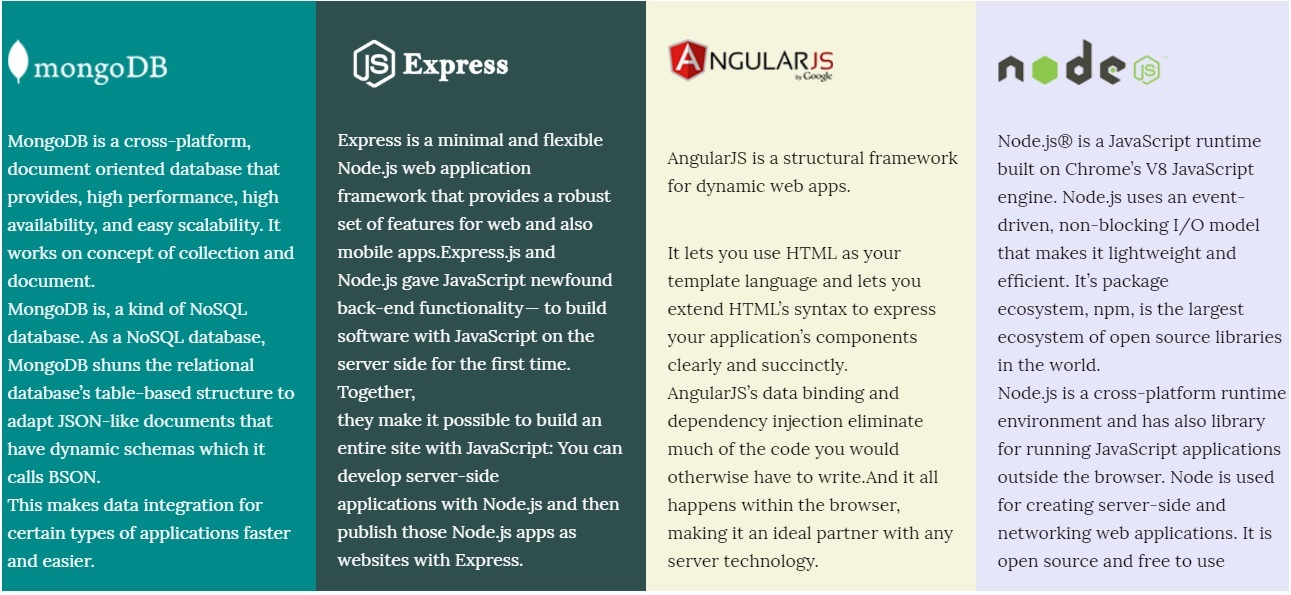 mongoDB
MongoDB is a cross-platform,
document oriented database that
provides, high performance, high
availability, and easy scalability. It
works on concept of collection and
document.
MongoDB is, a kind of NoSQL
database. As a NoSQL database,
MongoDB shuns the relational
database's table-based structure to
adapt JSON-like documents that
have dynamic schemas which it
calls BSON.
This makes data integration for
certain types of applications faster
and easier.
JS Express
Express is a minimal and flexible
Node.js web application
framework that provides a robust
set of features for web and also
mobile apps.Express.js and
Node.js gave JavaScript newfound
back-end functionality— to build
software with JavaScript on the
server side for the first time.
Together,
they make it possible to build an
entire site with JavaScript: You can
develop server-side
applications with Node.js and then
publish those Node.js apps as
websites with Express.
ANGULARJS
by Google
AngularJS is a structural framework
for dynamic web apps.
It lets you use HTML as your
template language and lets you
extend HTML's syntax to express
your application's components
clearly and succinctly.
AngularJS's data binding and
dependency injection eliminate
much of the code you would
otherwise have to write.And it all
happens within the browser,
making it an ideal partner with any
server technology.
node JS
Node.js® is a JavaScript runtime
built on Chrome's V8 JavaScript
engine. Node.js uses an event-
driven, non-blocking I/O model
that makes it lightweight and
efficient. It's package
ecosystem, npm, is the largest
ecosystem of open source libraries
in the world.
Node.js is a cross-platform runtime
environment and has also library
for running JavaScript applications
outside the browser. Node is used
for creating server-side and
networking web applications. It is
open source and free to use